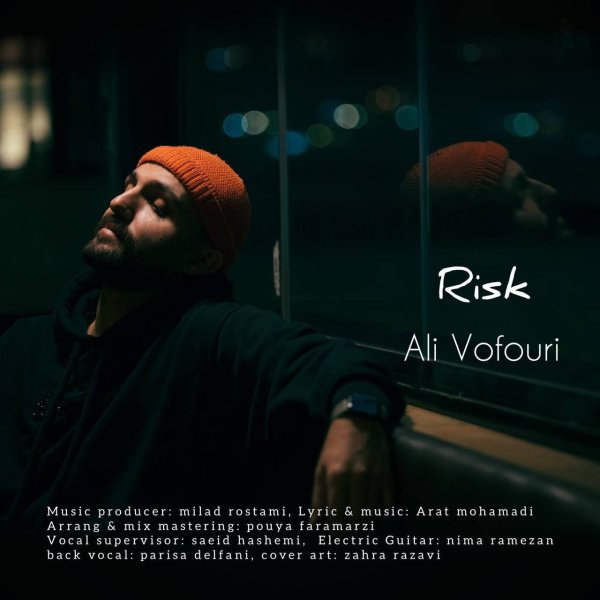 Risk
Ali Vofouri
Music producer: milad rostami, Lyric & music: Arat mohamadi
Arrang & mix mastering: pouya faramarzi
Vocal supervisor: saeid hashemi, Electric Guitar: nima ramezan
back vocal: parisa delfani, cover art: zahra razavi